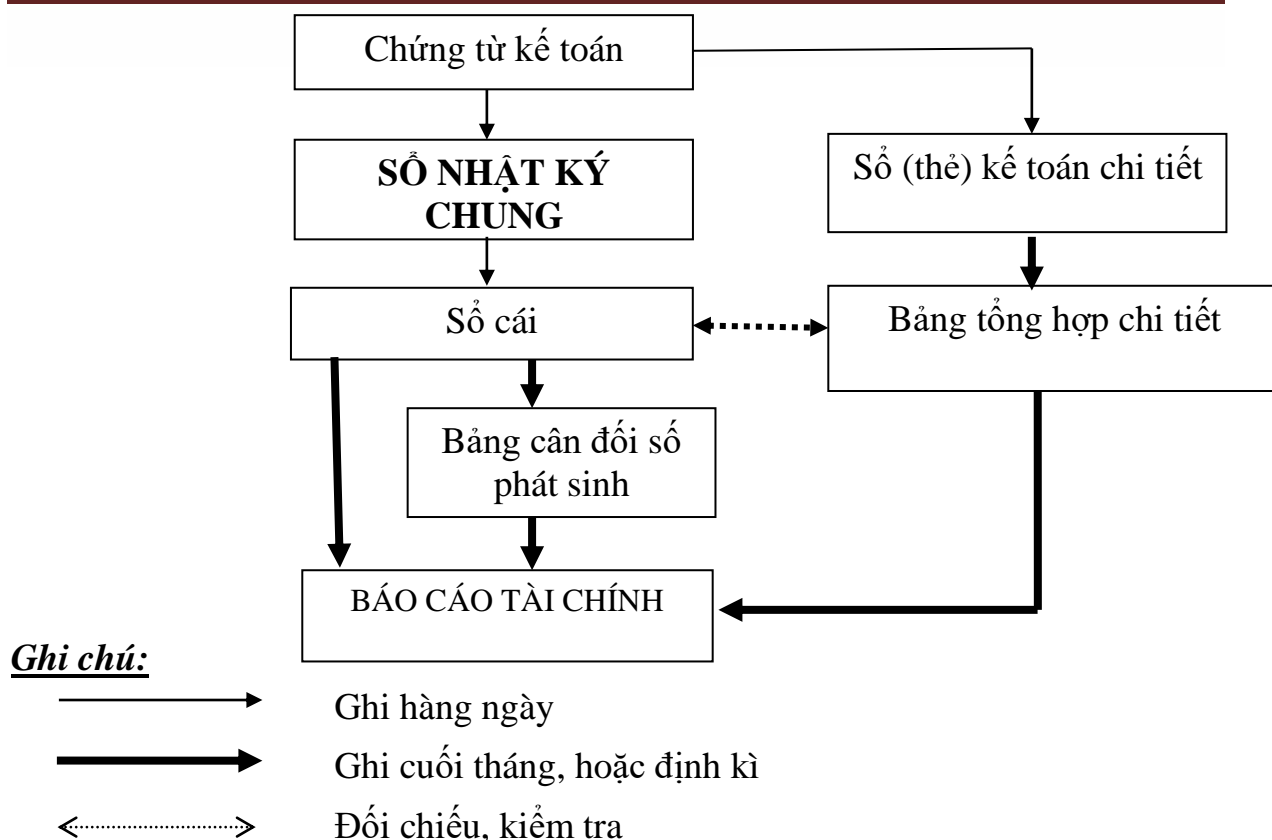 Chứng từ kế toán
SỔ NHẬT KÝ
CHUNG
Sổ (thẻ) kế toán chi tiết
Sổ cái
Bảng tổng hợp chi tiết
Bảng cân đối số
phát sinh
BÁO CÁO TÀI CHÍNH
Ghi chú:
Ghi hàng ngày
Ghi cuối tháng, hoặc định kì
Đối chiếu, kiểm tra